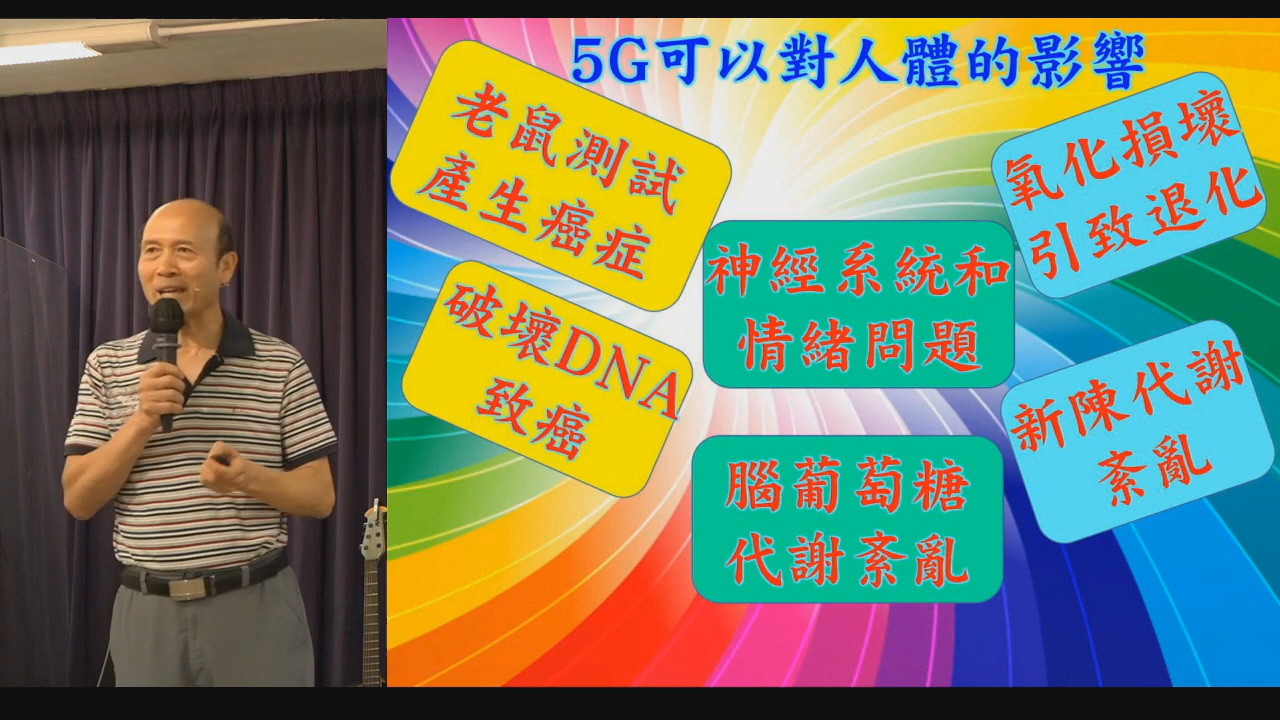 5G可以對人體的影響
老鼠測試
產生癌症
破壞DNA
致癌
神經系統和
情緒問題
腦葡萄糖
代謝紊亂
氧化損壞
引致退化
新陳代謝
紊亂